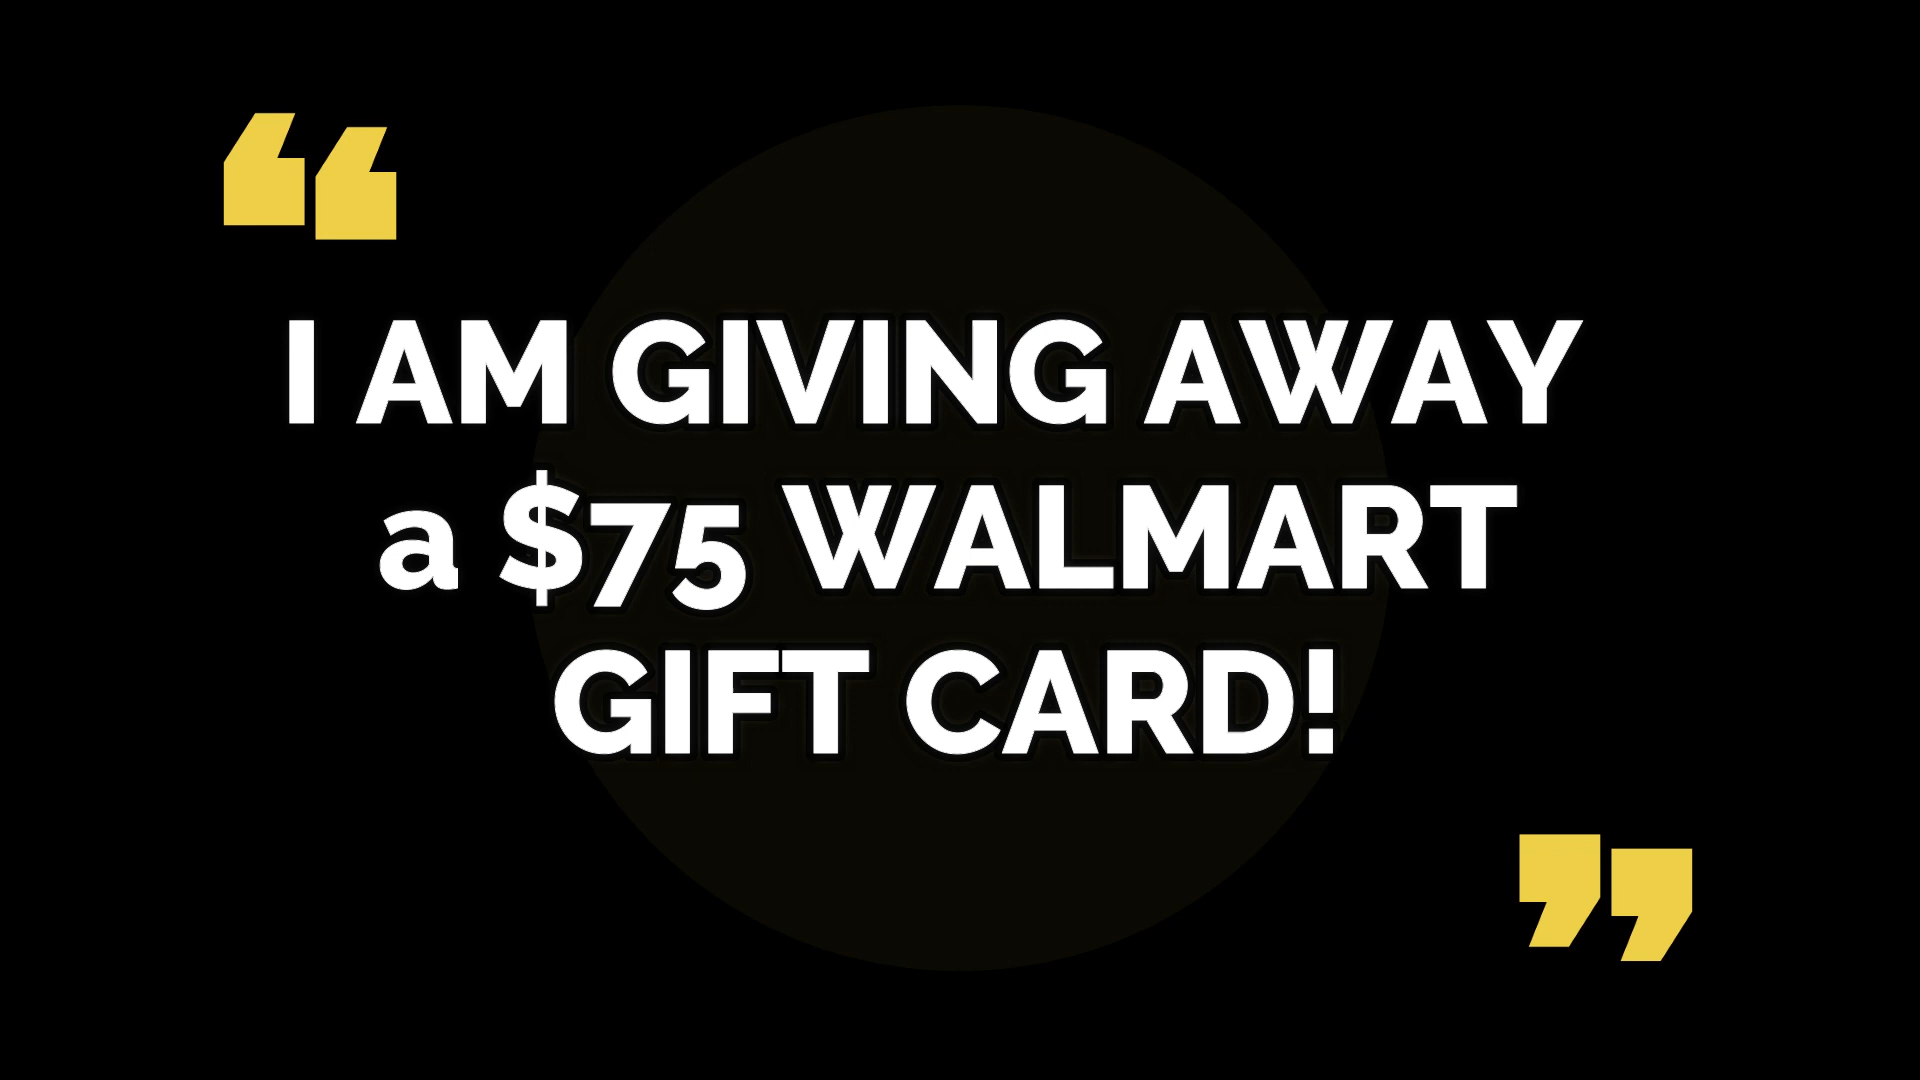 “
I AM GIVING AWAY
a $75 WALMART
GIFT CARD!
”